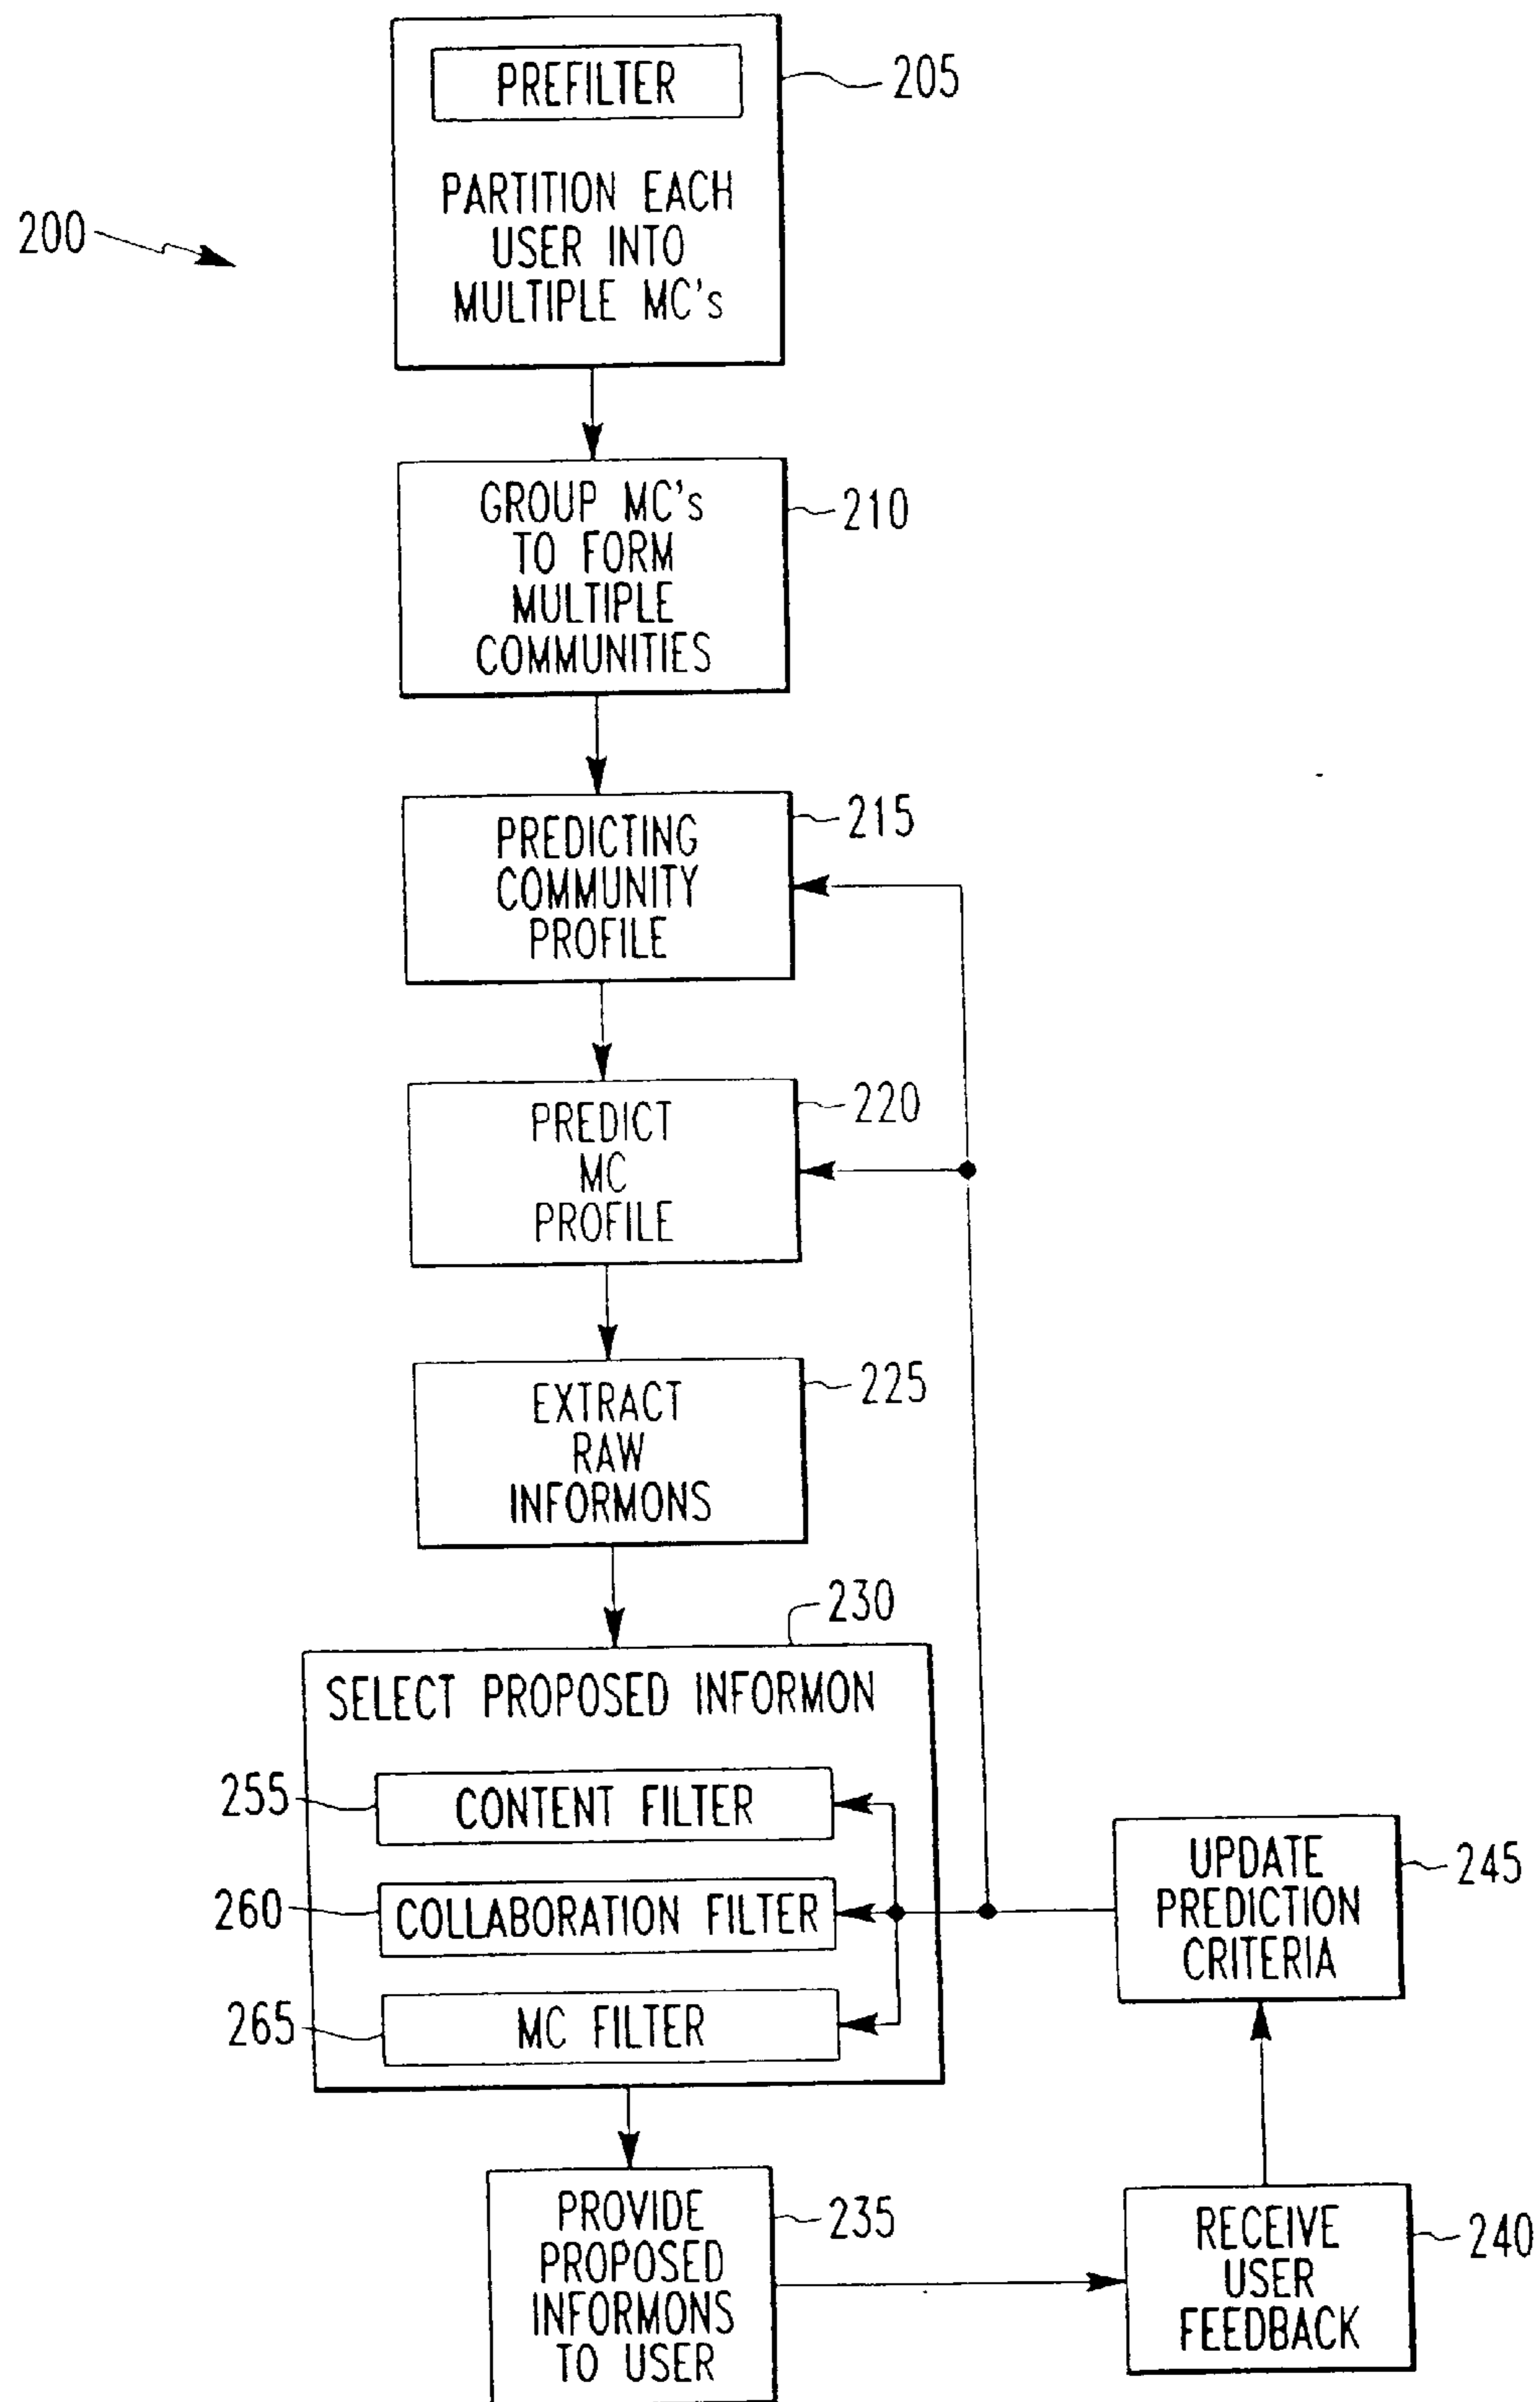 PREFILTER
205
PARTITION EACH
USER INTO
MULTIPLE MC's
200
GROUP MC's
TO FORM
MULTIPLE
COMMUNITIES
210
PREDICTING
COMMUNITY
PROFILE
215
PREDICT
MC
PROFILE
220
EXTRACT
RAW
INFORMONS
225
230
SELECT PROPOSED INFORMON
255
CONTENT FILTER
260
COLLABORATION FILTER
265
MC FILTER
UPDATE
PREDICTION
CRITERIA
245
PROVIDE
PROPOSED
INFORMONS
TO USER
235
RECEIVE
USER
FEEDBACK
240